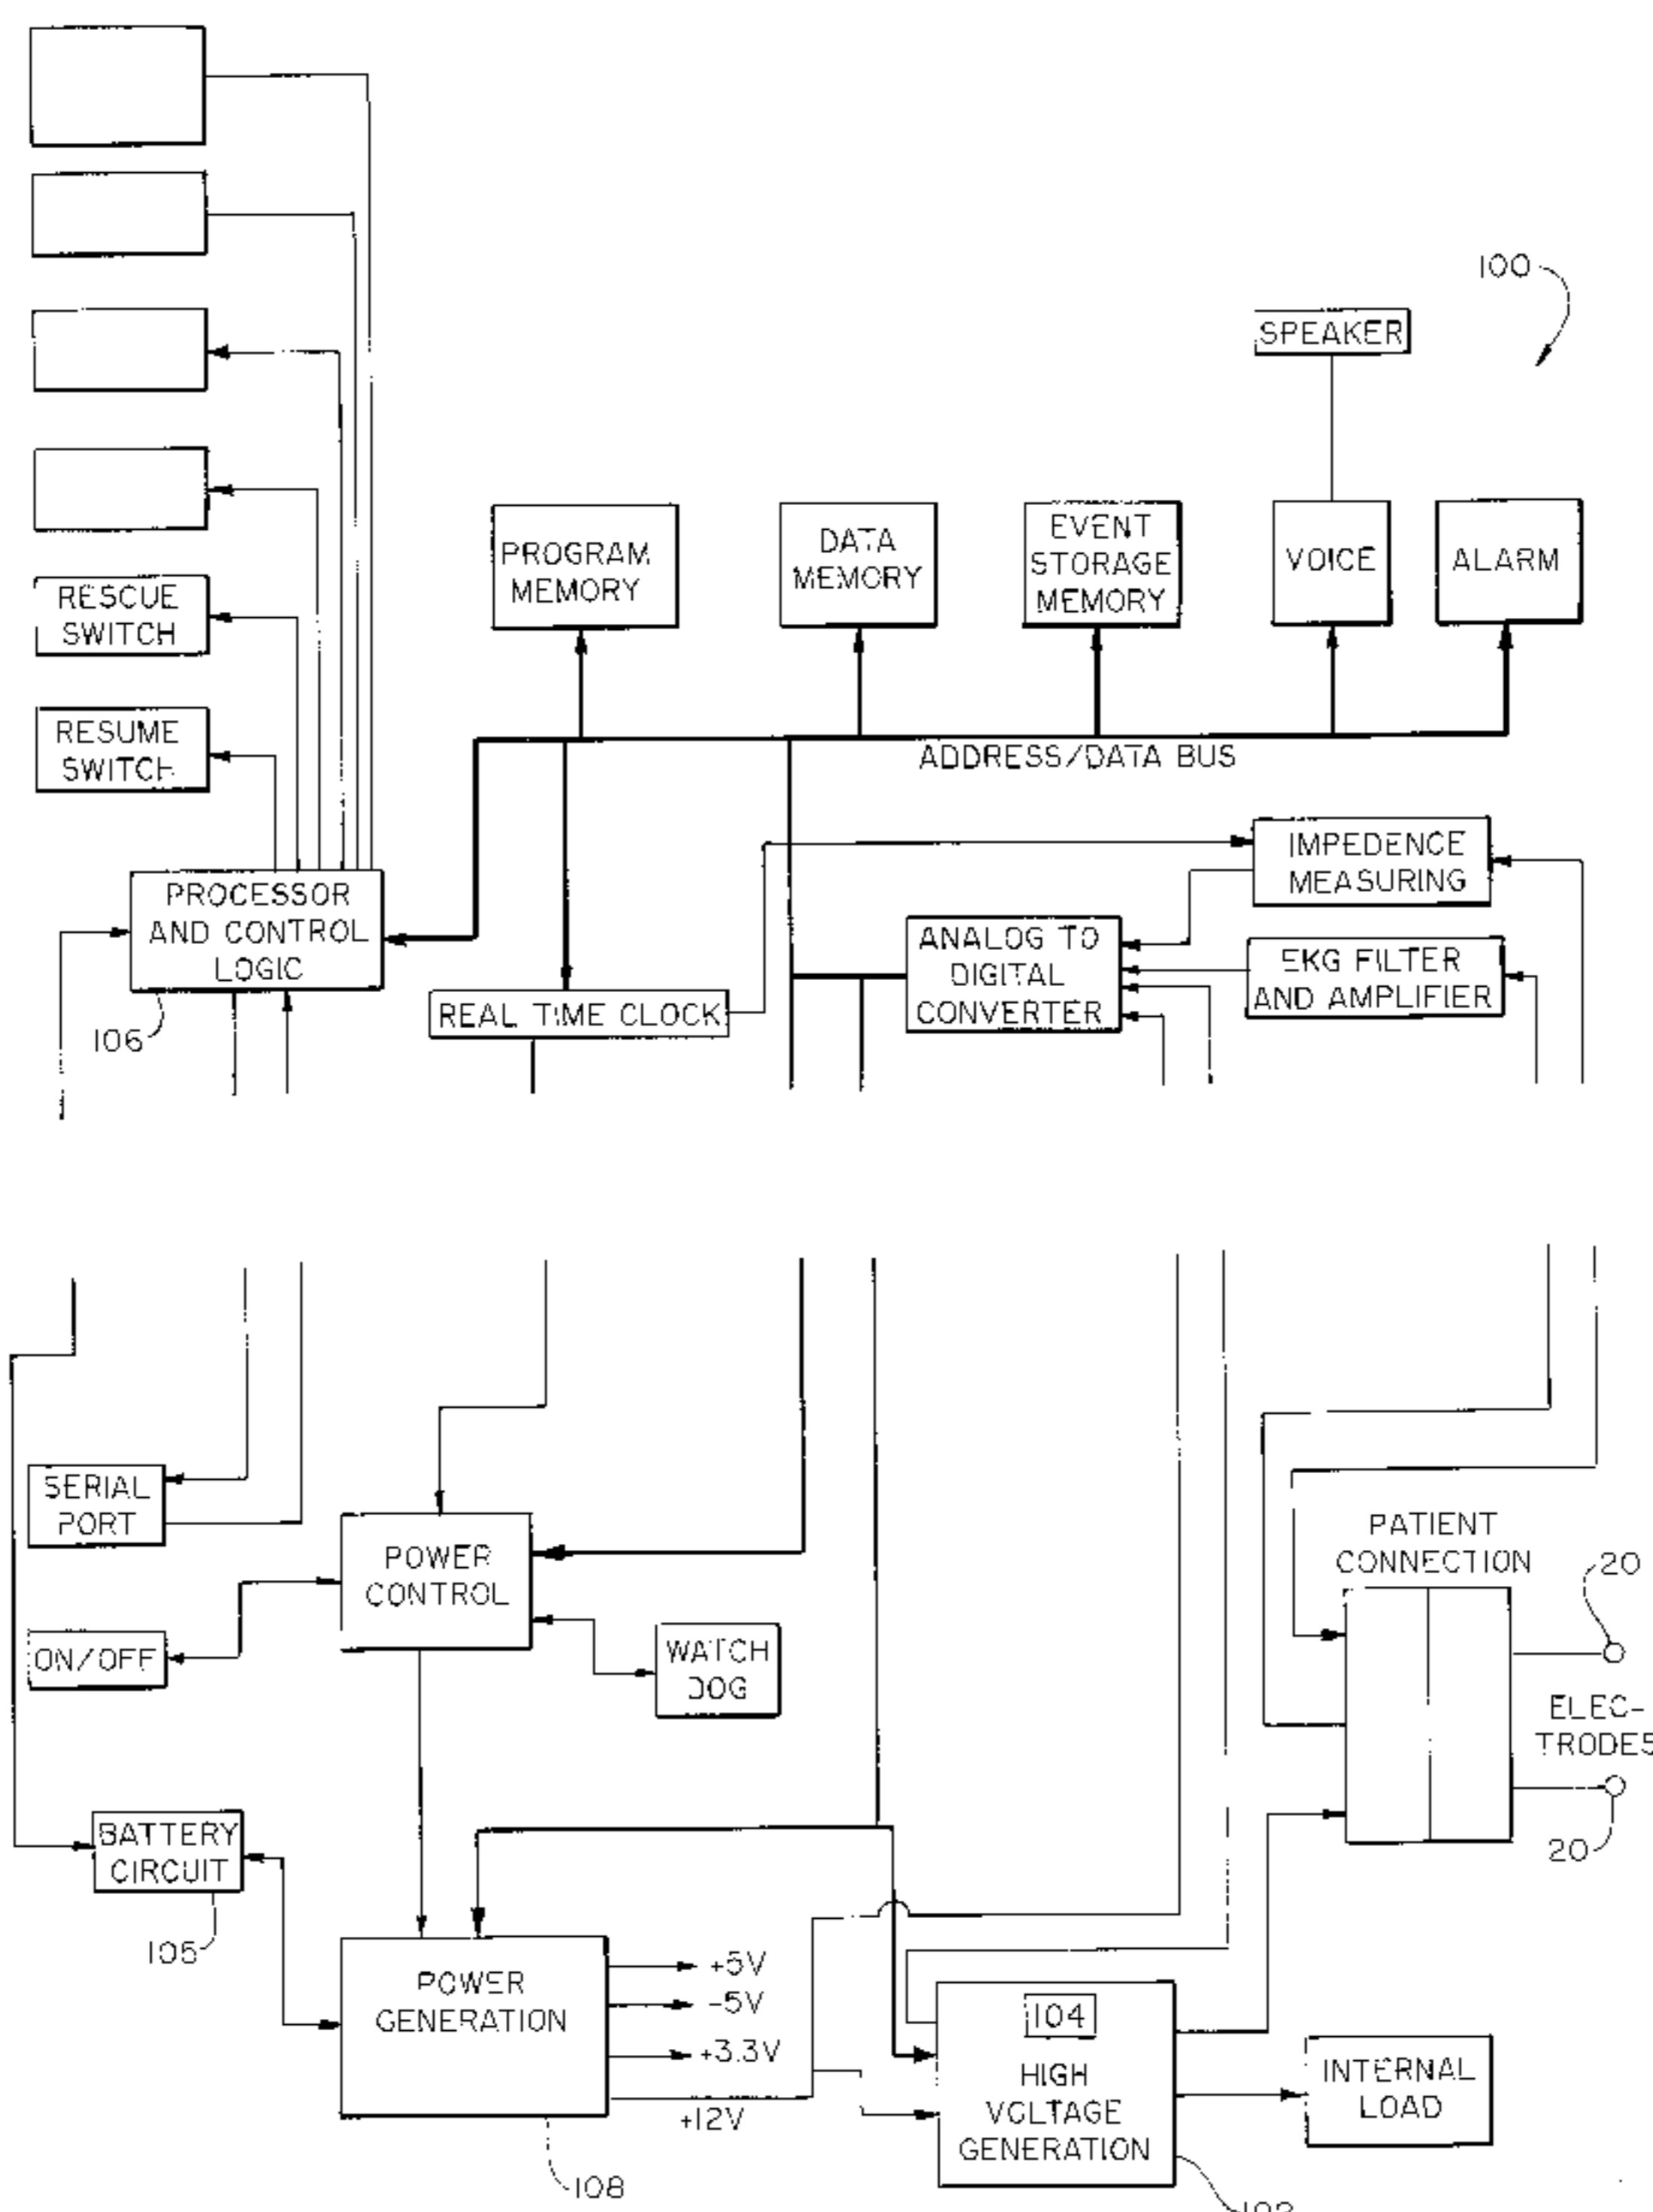 100
SPEAKER
PROGRAM
MEMORY
DATA
MEMORY
EVENT
STORAGE
MEMORY
VOICE
ALARM
RESCUE
SWITCH
RESUME
SWITCH
ADDRESS/DATA BUS
IMPEDENCE
MEASURING
PROCESSOR
AND CONTROL
LOGIC
106
REAL TIME CLOCK
ANALOG TO
DIGITAL
CONVERTER
EKG FILTER
AND AMPLIFIER
SERIAL
PORT
POWER
CONTROL
ON/OFF
WATCH
DOG
PATIENT
CONNECTION
20
ELEC-
TRODES
20
BATTERY
CIRCUIT
POWER
GENERATION
+5V
-5V
+3.3V
+12V
108
104
HIGH
VOLTAGE
GENERATION
INTERNAL
LOAD